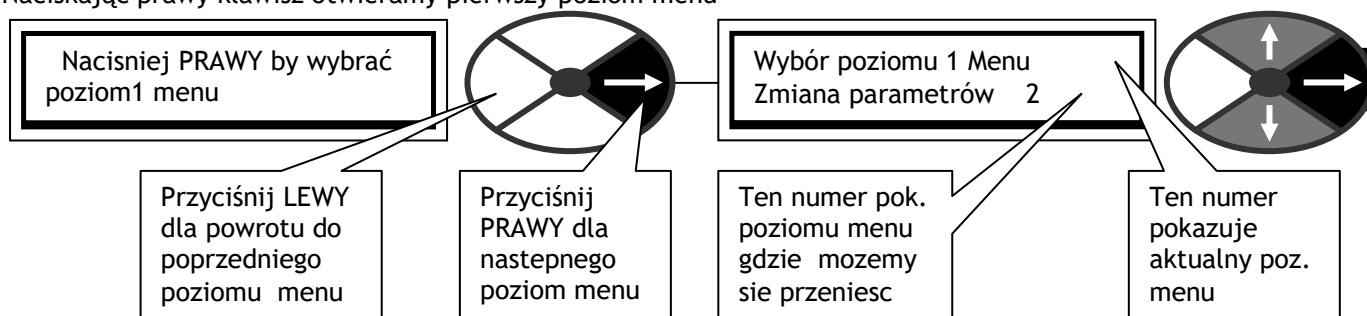 Naciskając prawy klawisz otwieramy pierwszy poziom menu
Nacisniej PRAWY by wybrać
poziom1 menu
Wybór poziomu 1 Menu
Zmiana parametrów 2
Przyciśnij LEWY
dla powrotu do
poprzedniego
poziomu menu
Przyciśnij
PRAWY dla
nastepnego
poziom menu
Ten numer pok.
poziomu menu
gdzie mozemy
sie przeniesc
Ten numer
pokazuje
aktualny poz.
menu